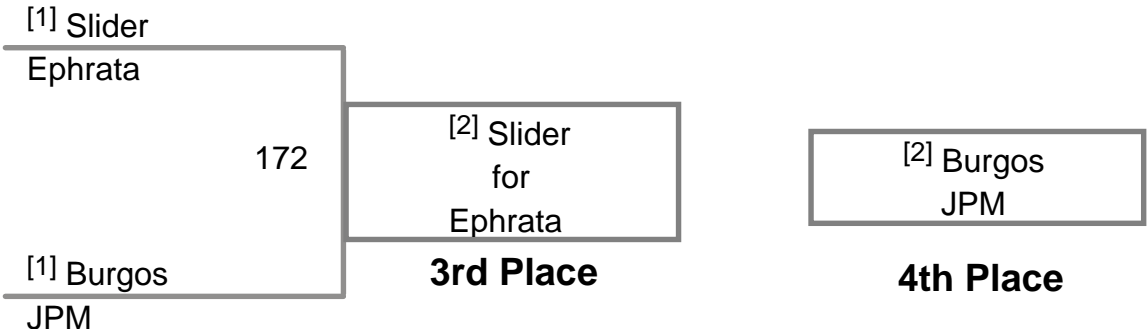 [1] Slider
Ephrata
172
[2] Slider
for
Ephrata
3rd Place
[1] Burgos
JPM
[2] Burgos
JPM
4th Place